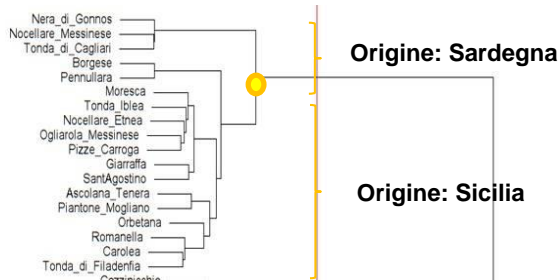 Nera_di_Gonnos
Nocellare_Messinese
Tonda_di_Cagliari
Origine: Sardegna
Borgese
Pennullara
Moresca
Tonda_Iblea
Nocellare_Etnea
Ogliarola_Messinese
Pizze_Carroga
Giarraffa
SantAgostino
Origine: Sicilia
Ascolana_Tenera
Piantone_Mogliano
Orbetana
Romanella
Carolea
Tonda_di_Filadenfia